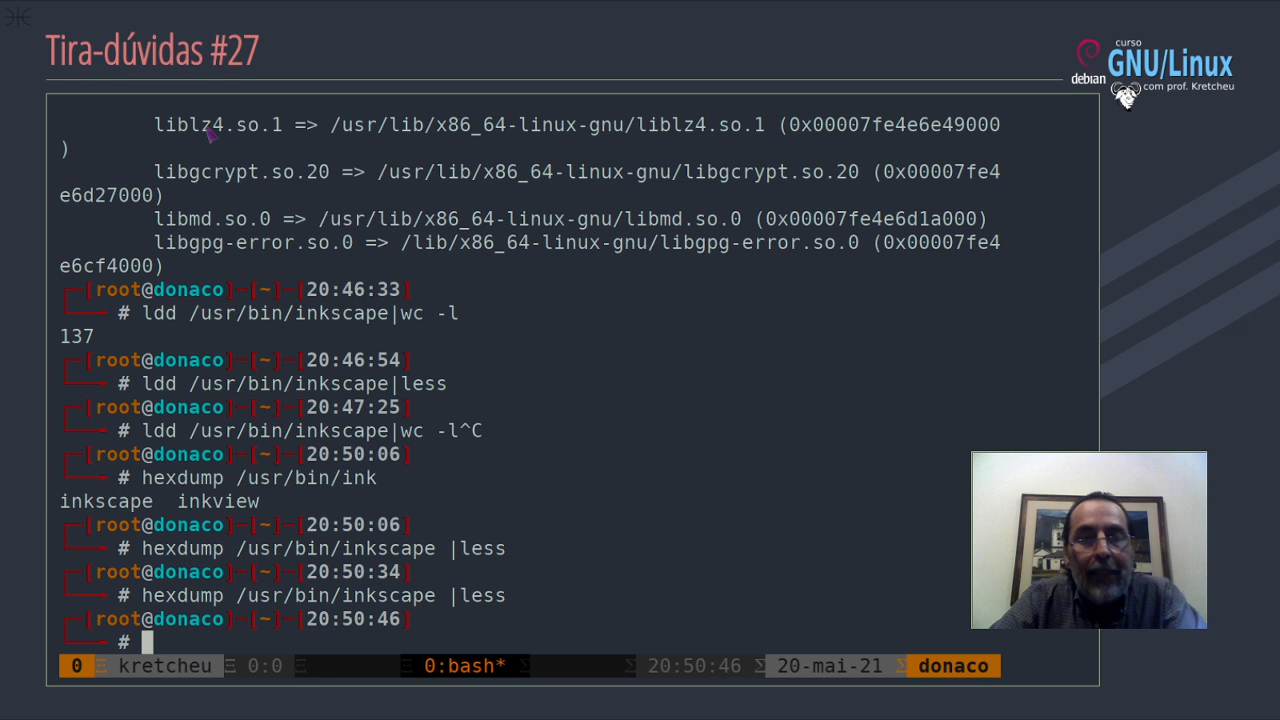 Tira-dúvidas #27
curso
GNU/Linux
debian
com prof. Kretcheu
liblz4.so.1 => /usr/lib/x86_64-linux-gnu/liblz4.so.1 (0x00007fe4e6e49000
)
libgcrypt.so.20 => /usr/lib/x86_64-linux-gnu/libgcrypt.so.20 (0x00007fe4
e6d27000)
libmd.so.0 => /usr/lib/x86_64-linux-gnu/libmd.so.0 (0x00007fe4e6d1a000)
libgpg-error.so.0 => /lib/x86_64-linux-gnu/libgpg-error.so.0 (0x00007fe4
e6cf4000)
┌─[root@donaco]─[~]─[20:46:33]
└── # ldd /usr/bin/inkscape|wc -l
137
┌─[root@donaco]─[~]─[20:46:54]
└── # ldd /usr/bin/inkscape|less
┌─[root@donaco]─[~]─[20:47:25]
└── # ldd /usr/bin/inkscape|wc -l^C
┌─[root@donaco]─[~]─[20:50:06]
└── # hexdump /usr/bin/ink
inkscape  inkview
┌─[root@donaco]─[~]─[20:50:06]
└── # hexdump /usr/bin/inkscape |less
┌─[root@donaco]─[~]─[20:50:34]
└── # hexdump /usr/bin/inkscape |less
┌─[root@donaco]─[~]─[20:50:46]
└── #
0 Ξ kretcheu Ξ 0:0 Ξ 0:bash* Σ Σ 20:50:46 Σ 20-mai-21 Σ donaco